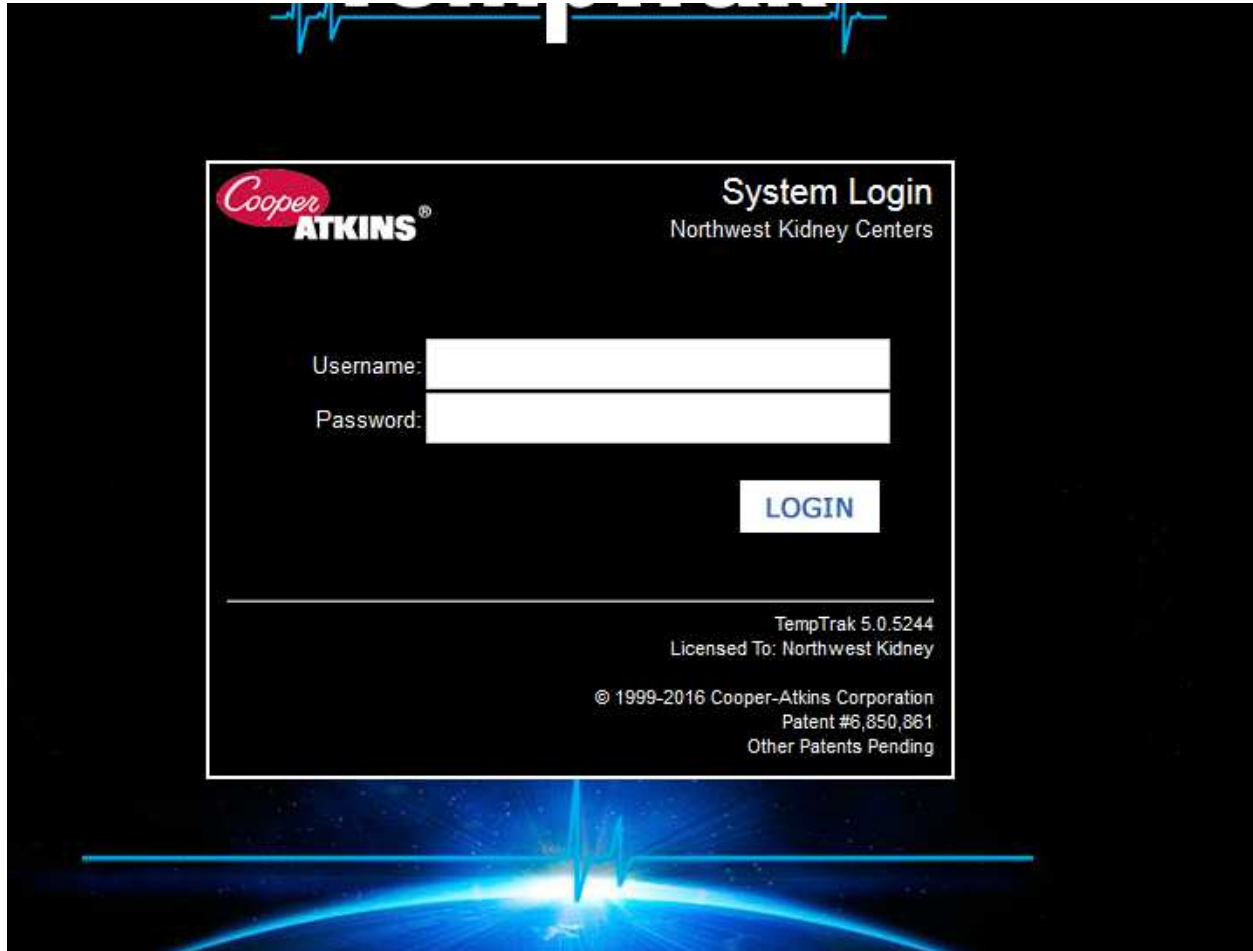 TempTrak
Cooper
ATKINS®
System Login
Northwest Kidney Centers
Username:
Password:
LOGIN
TempTrak 5.0.5244
Licensed To: Northwest Kidney
© 1999-2016 Cooper-Atkins Corporation
Patent #6,850,861
Other Patents Pending